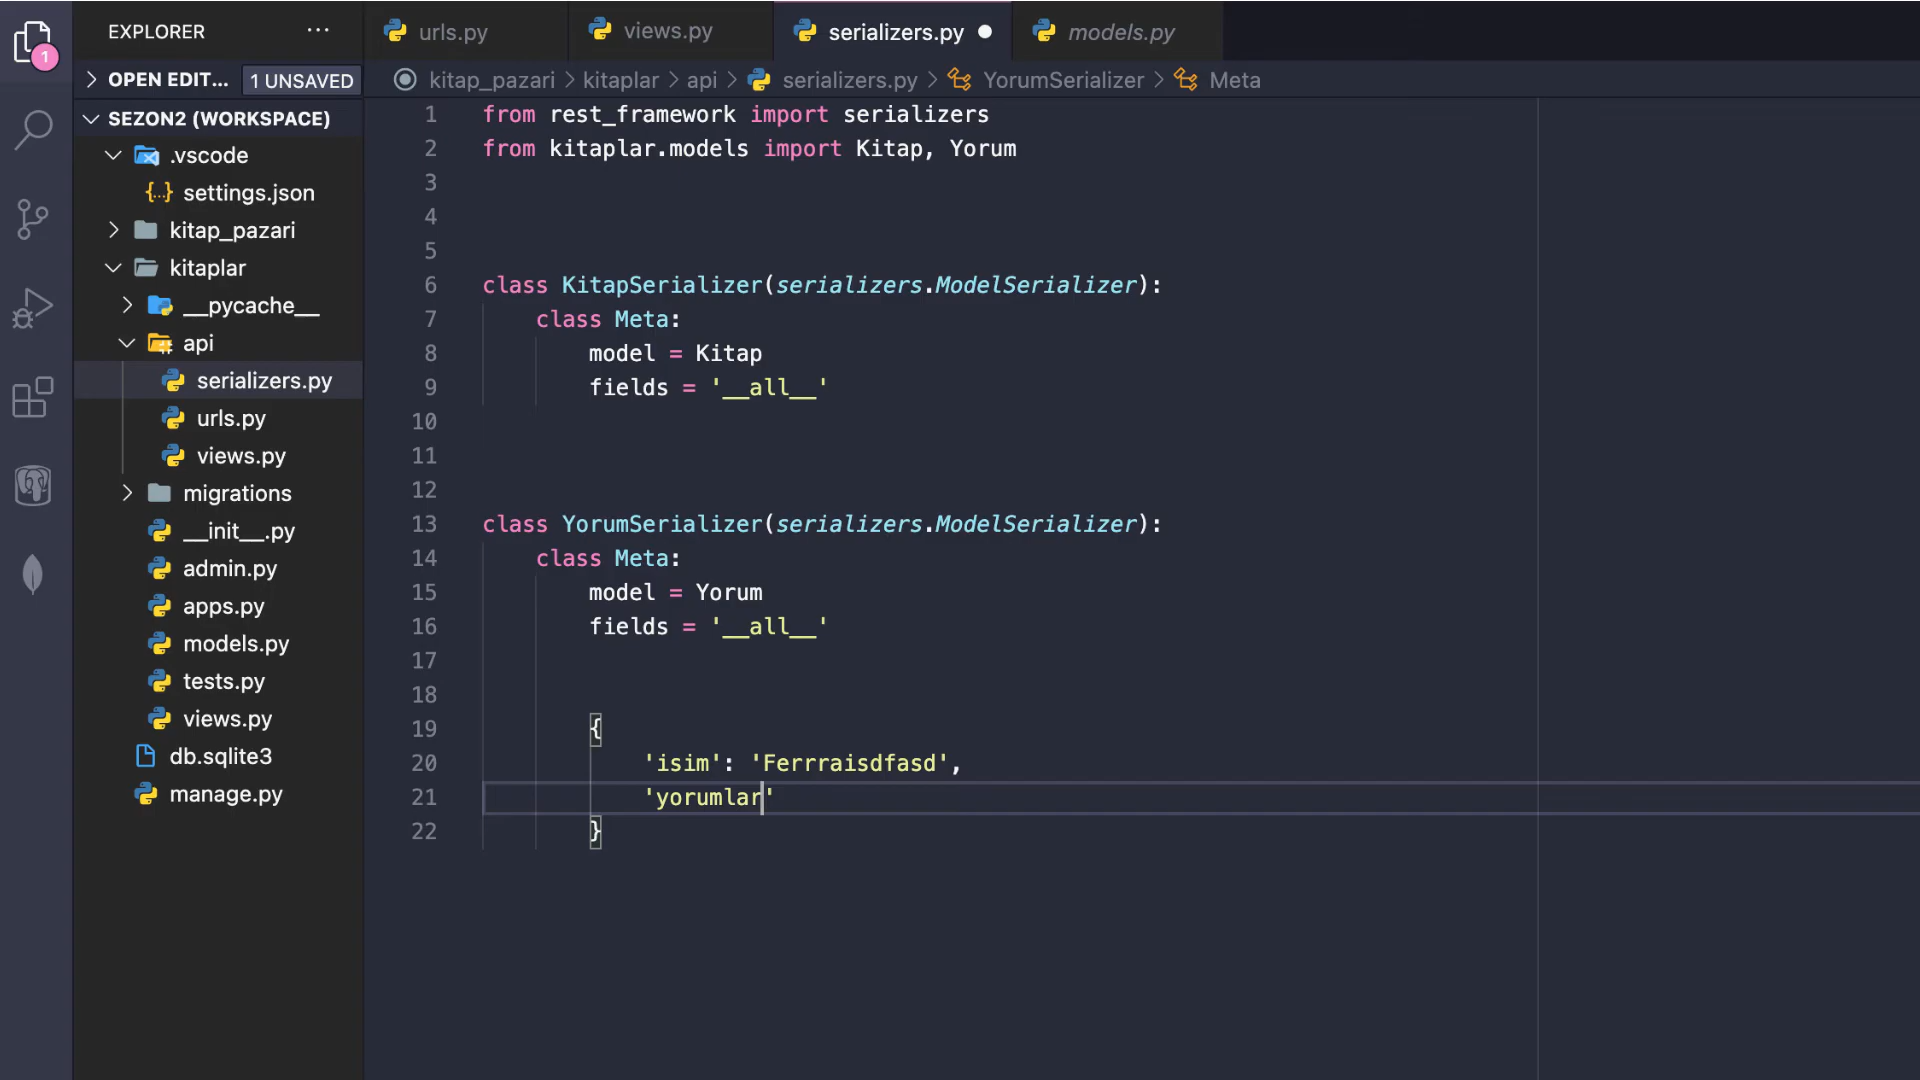 EXPLORER ...
1
OPEN EDIT... 1 UNSAVED
SEZON2 (WORKSPACE)
.vscode
settings.json
kitap_pazari
kitaplar
__pycache__
api
serializers.py
urls.py
views.py
migrations
__init__.py
admin.py
apps.py
models.py
tests.py
views.py
db.sqlite3
manage.py
urls.py views.py serializers.py models.py
kitap_pazari > kitaplar > api > serializers.py > YorumSerializer > Meta
1 from rest_framework import serializers
2 from kitaplar.models import Kitap, Yorum
3
4
5
6 class KitapSerializer(serializers.ModelSerializer):
7 class Meta:
8 model = Kitap
9 fields = '__all__'
10
11
12
13 class YorumSerializer(serializers.ModelSerializer):
14 class Meta:
15 model = Yorum
16 fields = '__all__'
17
18
19 {
20 'isim': 'Ferrraisdfasd',
21 'yorumlar'
22 }